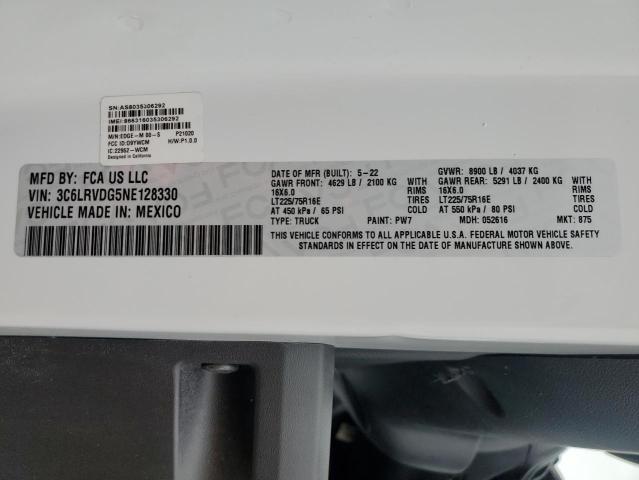 SN:AS8035306292
IMEI:866316035306292
M/N:EDGE-M 00-S P21020
FCC ID:O9YWCM H/W:P1.0.0
IC:22952-WCM
Designed in California
MFD BY: FCA US LLC
VIN: 3C6LRVDG5NE128330
VEHICLE MADE IN: MEXICO
DATE OF MFR (BUILT): 5-22 GVWR: 8900 LB / 4037 KG
GAWR FRONT: 4629 LB / 2100 KG WITH GAWR REAR: 5291 LB / 2400 KG WITH
16X6.0 RIMS 16X6.0 RIMS
LT225/75R16E TIRES LT225/75R16E TIRES
AT 450 kPa / 65 PSI COLD AT 550 kPa / 80 PSI COLD
TYPE: TRUCK PAINT: PW7 MDH: 052616 MKT: 875
THIS VEHICLE CONFORMS TO ALL APPLICABLE U.S.A. FEDERAL MOTOR VEHICLE SAFETY
STANDARDS IN EFFECT ON THE DATE OF MANUFACTURE SHOWN ABOVE.